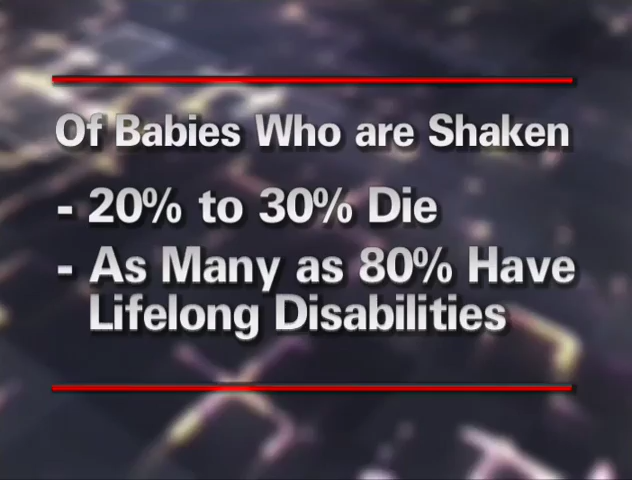 Of Babies Who are Shaken
- 20% to 30% Die
- As Many as 80% Have
Lifelong Disabilities